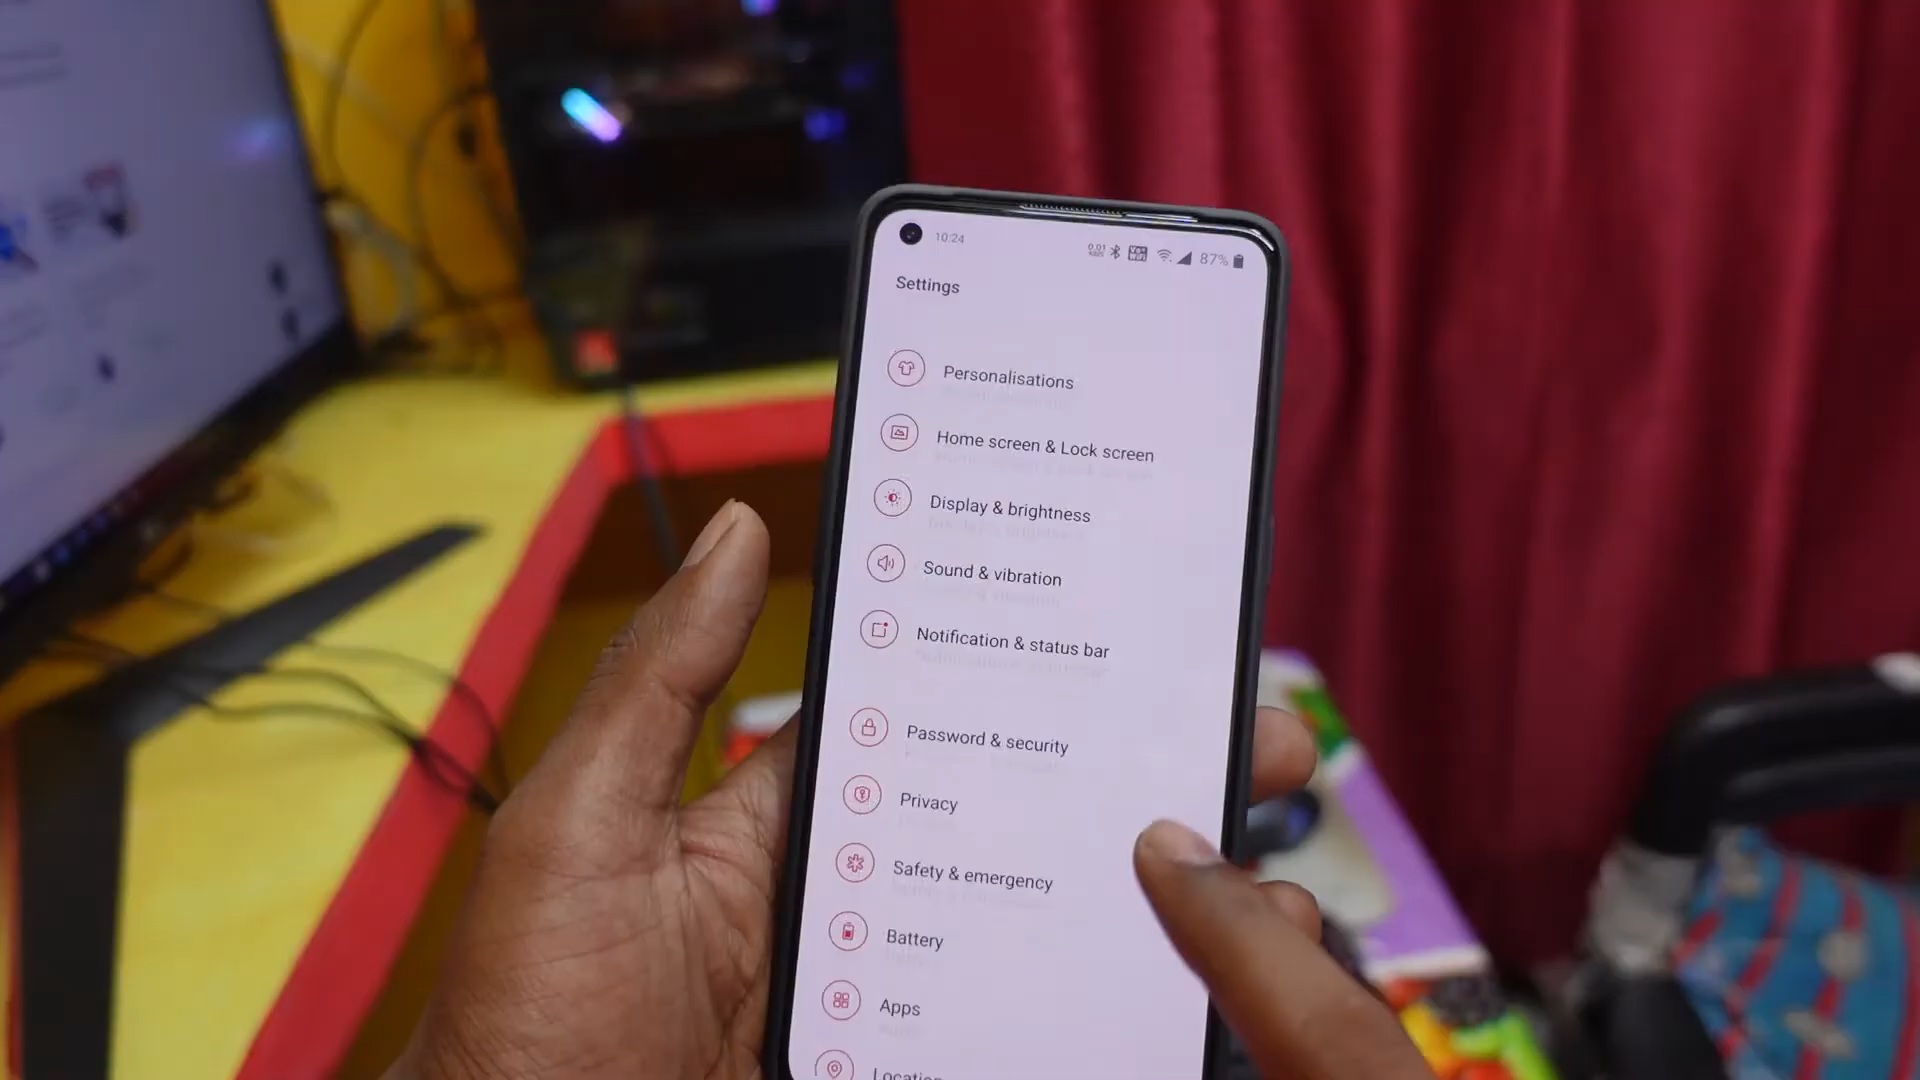 10:24
87%
Settings
Personalisations
Home screen & Lock screen
Display & brightness
Sound & vibration
Notification & status bar
Password & security
Privacy
Safety & emergency
Battery
Apps
Location